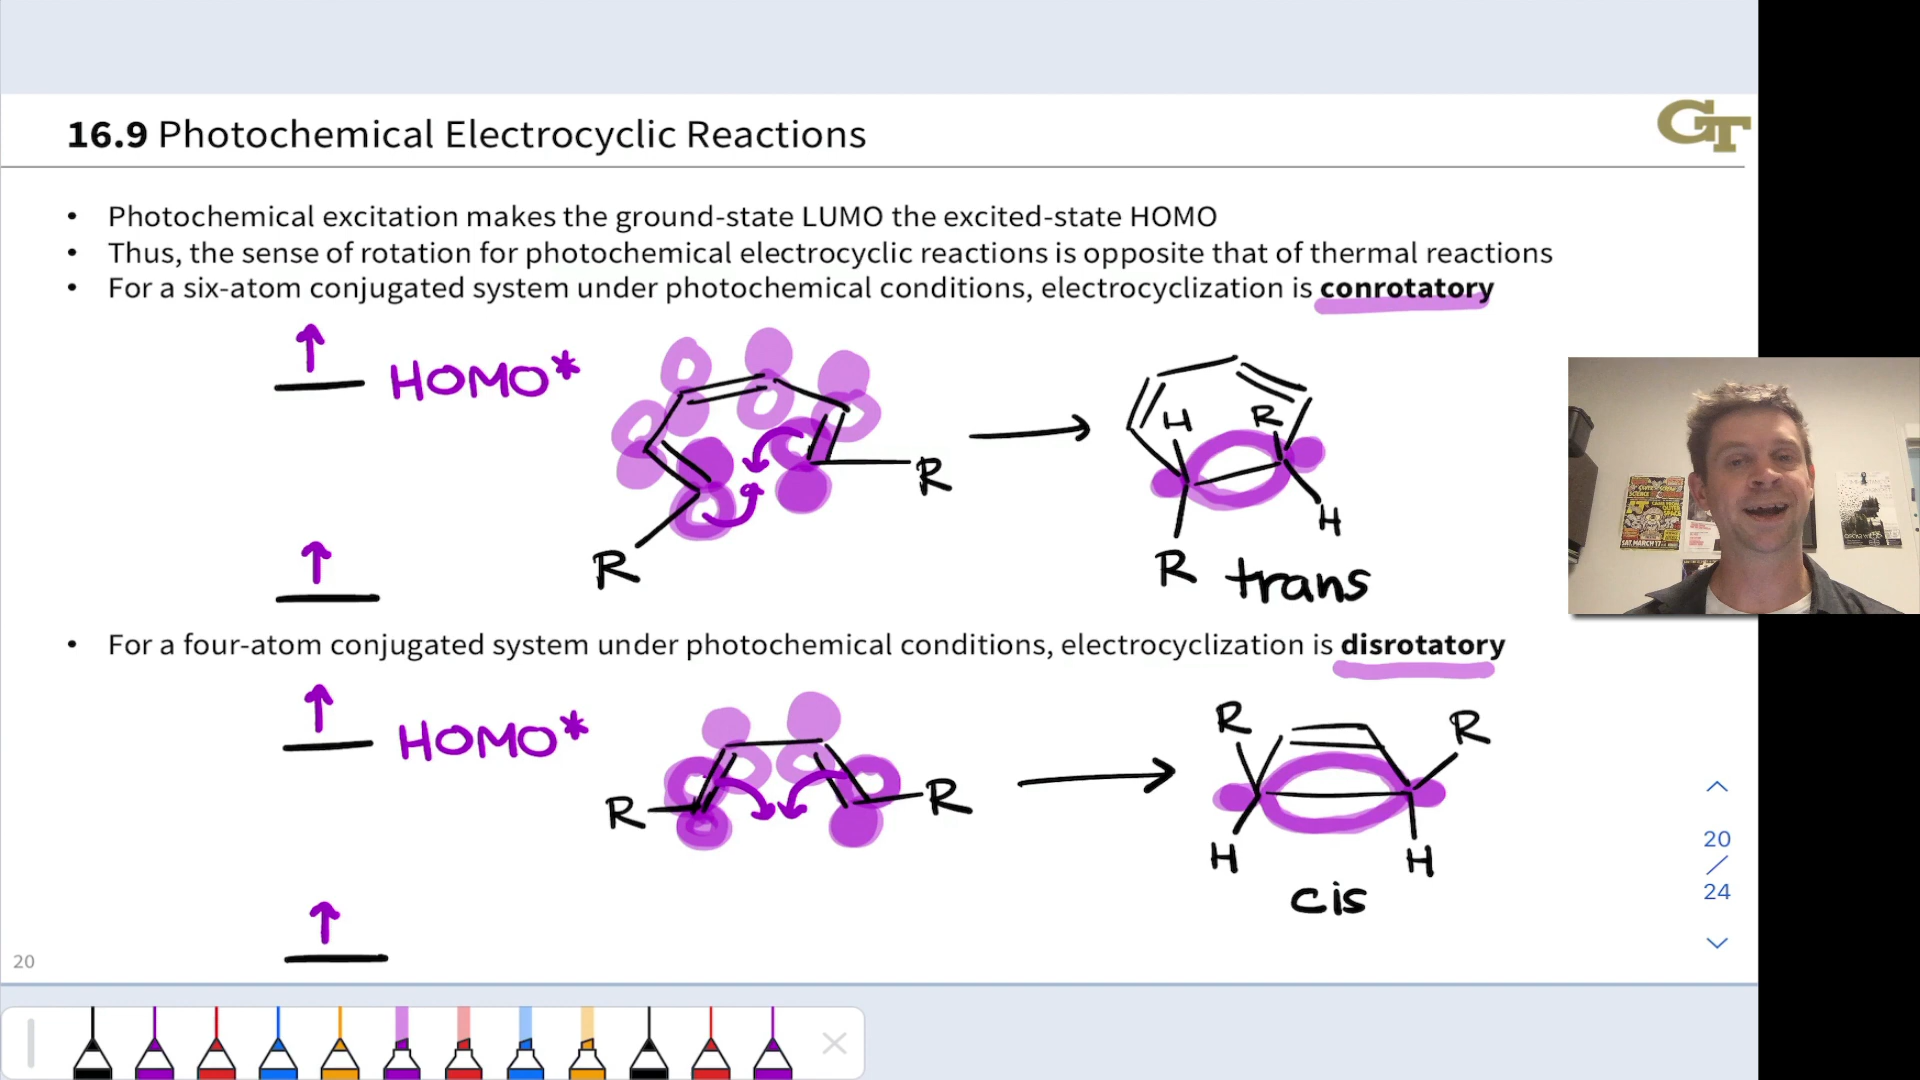 16.9 Photochemical Electrocyclic Reactions
GT
• Photochemical excitation makes the ground-state LUMO the excited-state HOMO
• Thus, the sense of rotation for photochemical electrocyclic reactions is opposite that of thermal reactions
• For a six-atom conjugated system under photochemical conditions, electrocyclization is conrotatory
HOMO*
R
R
H
R
H
R
trans
SAT. MARCH 17
• For a four-atom conjugated system under photochemical conditions, electrocyclization is disrotatory
HOMO*
R
R
R
R
H
H
cis
20
24
20